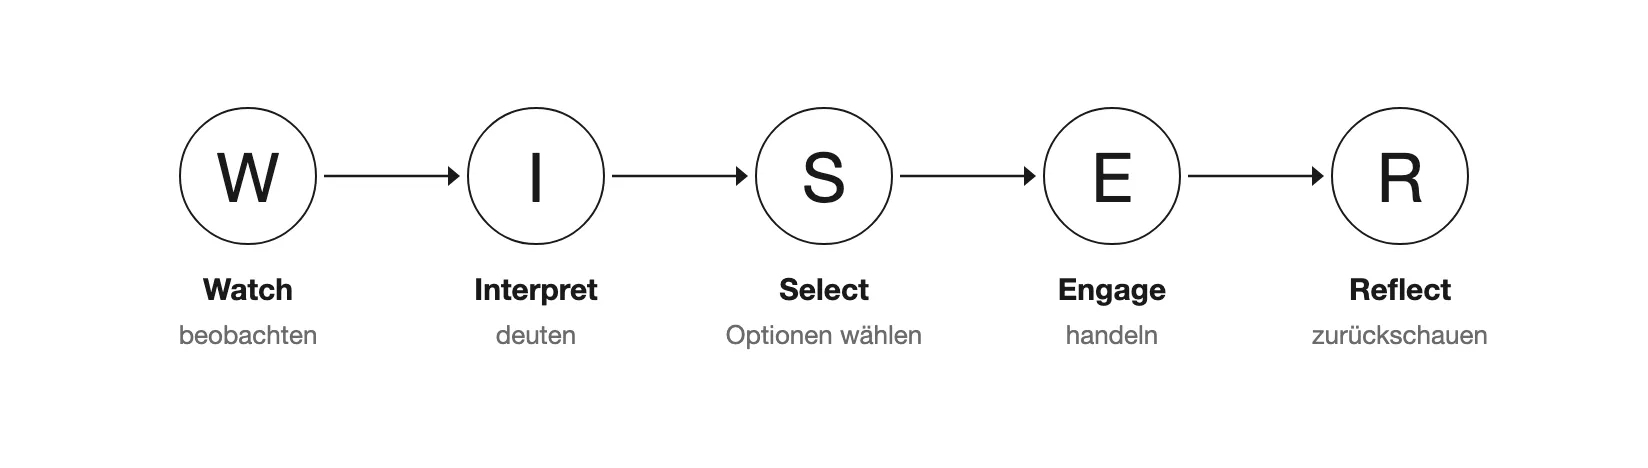 W I S E R
Watch Interpret Select Engage Reflect
beobachten deuten Optionen wählen handeln zurückschauen